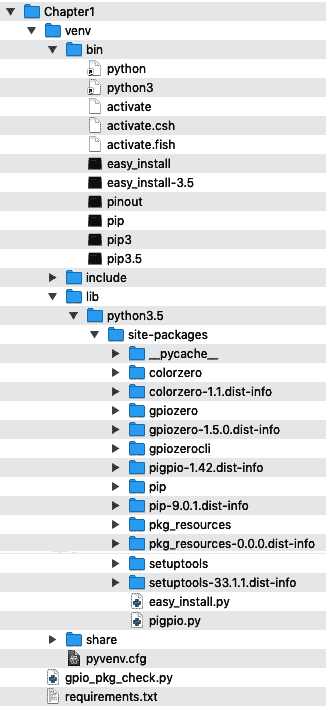 Chapter1
venv
bin
python
python3
activate
activate.csh
activate.fish
easy_install
easy_install-3.5
pinout
pip
pip3
pip3.5
include
lib
python3.5
site-packages
__pycache__
colorzero
colorzero-1.1.dist-info
gpiozero
gpiozero-1.5.0.dist-info
gpiozerocli
pigpio-1.42.dist-info
pip
pip-9.0.1.dist-info
pkg_resources
pkg_resources-0.0.0.dist-info
setuptools
setuptools-33.1.1.dist-info
easy_install.py
pigpio.py
share
pyvenv.cfg
gpio_pkg_check.py
requirements.txt